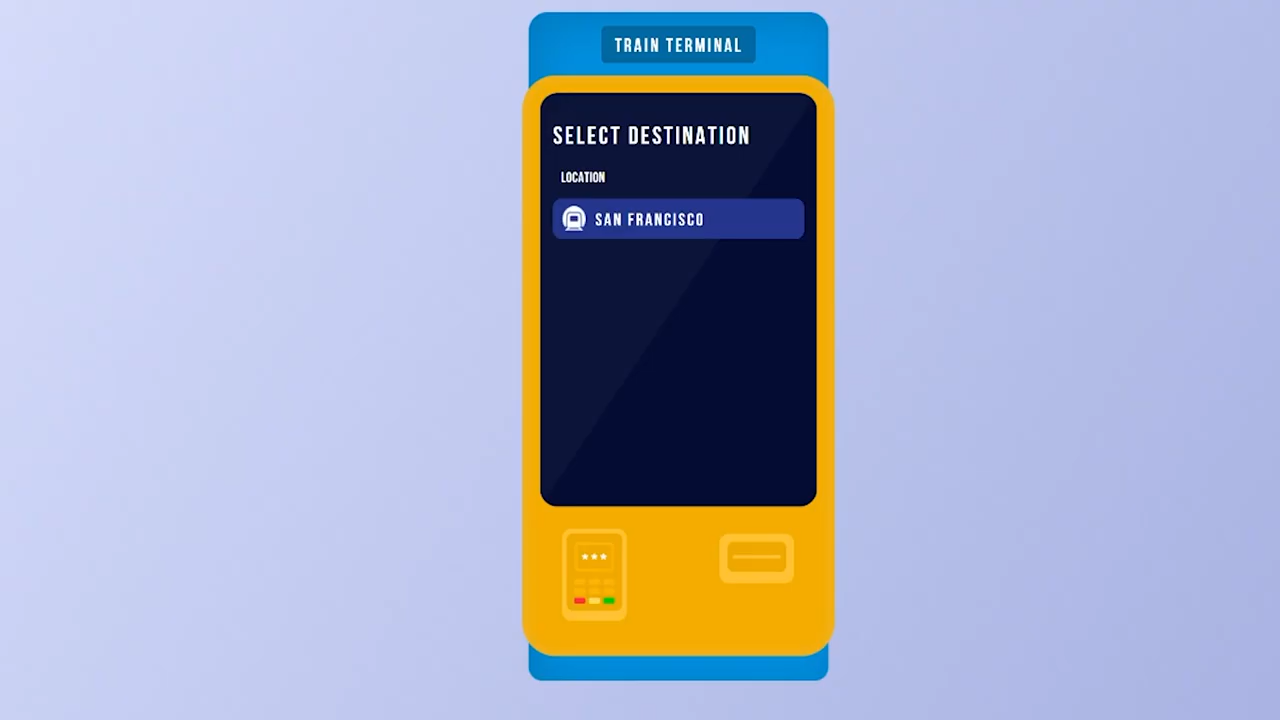 TRAIN TERMINAL
SELECT DESTINATION
LOCATION
SAN FRANCISCO
***